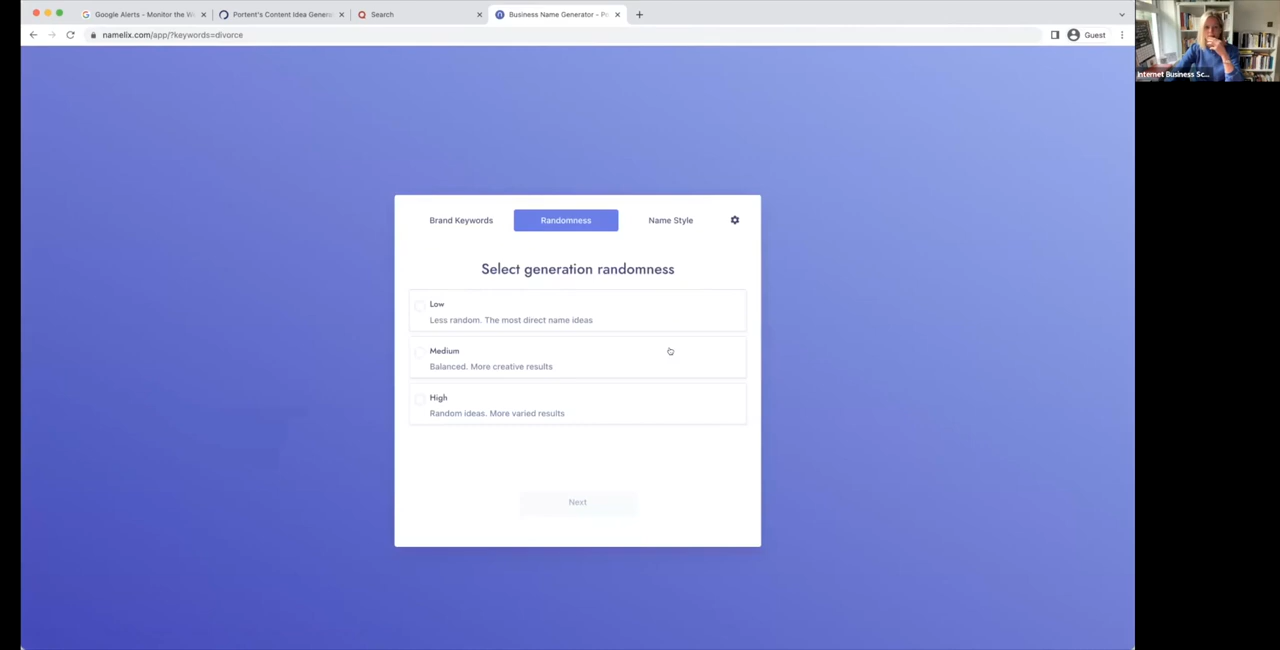 Google Alerts - Monitor the W
Portent's Content Idea Genera
Search
Business Name Generator - Po
namelix.com/app/?keywords=divorce
Guest
Internet Business Sc...
Brand Keywords
Randomness
Name Style
Select generation randomness
Low
Less random. The most direct name ideas
Medium
Balanced. More creative results
High
Random ideas. More varied results
Next